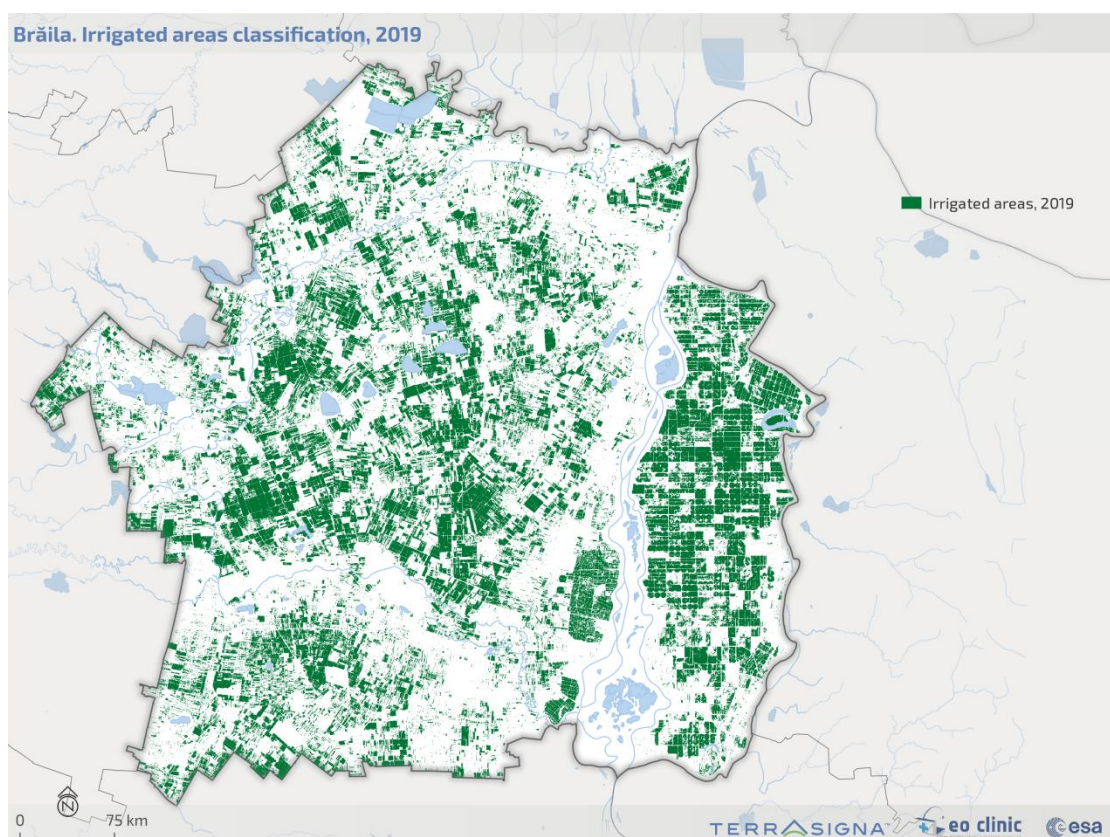 Brăila. Irrigated areas classification, 2019
Irrigated areas, 2019
N
0 75 km
TERRASIGNA eo clinic esa